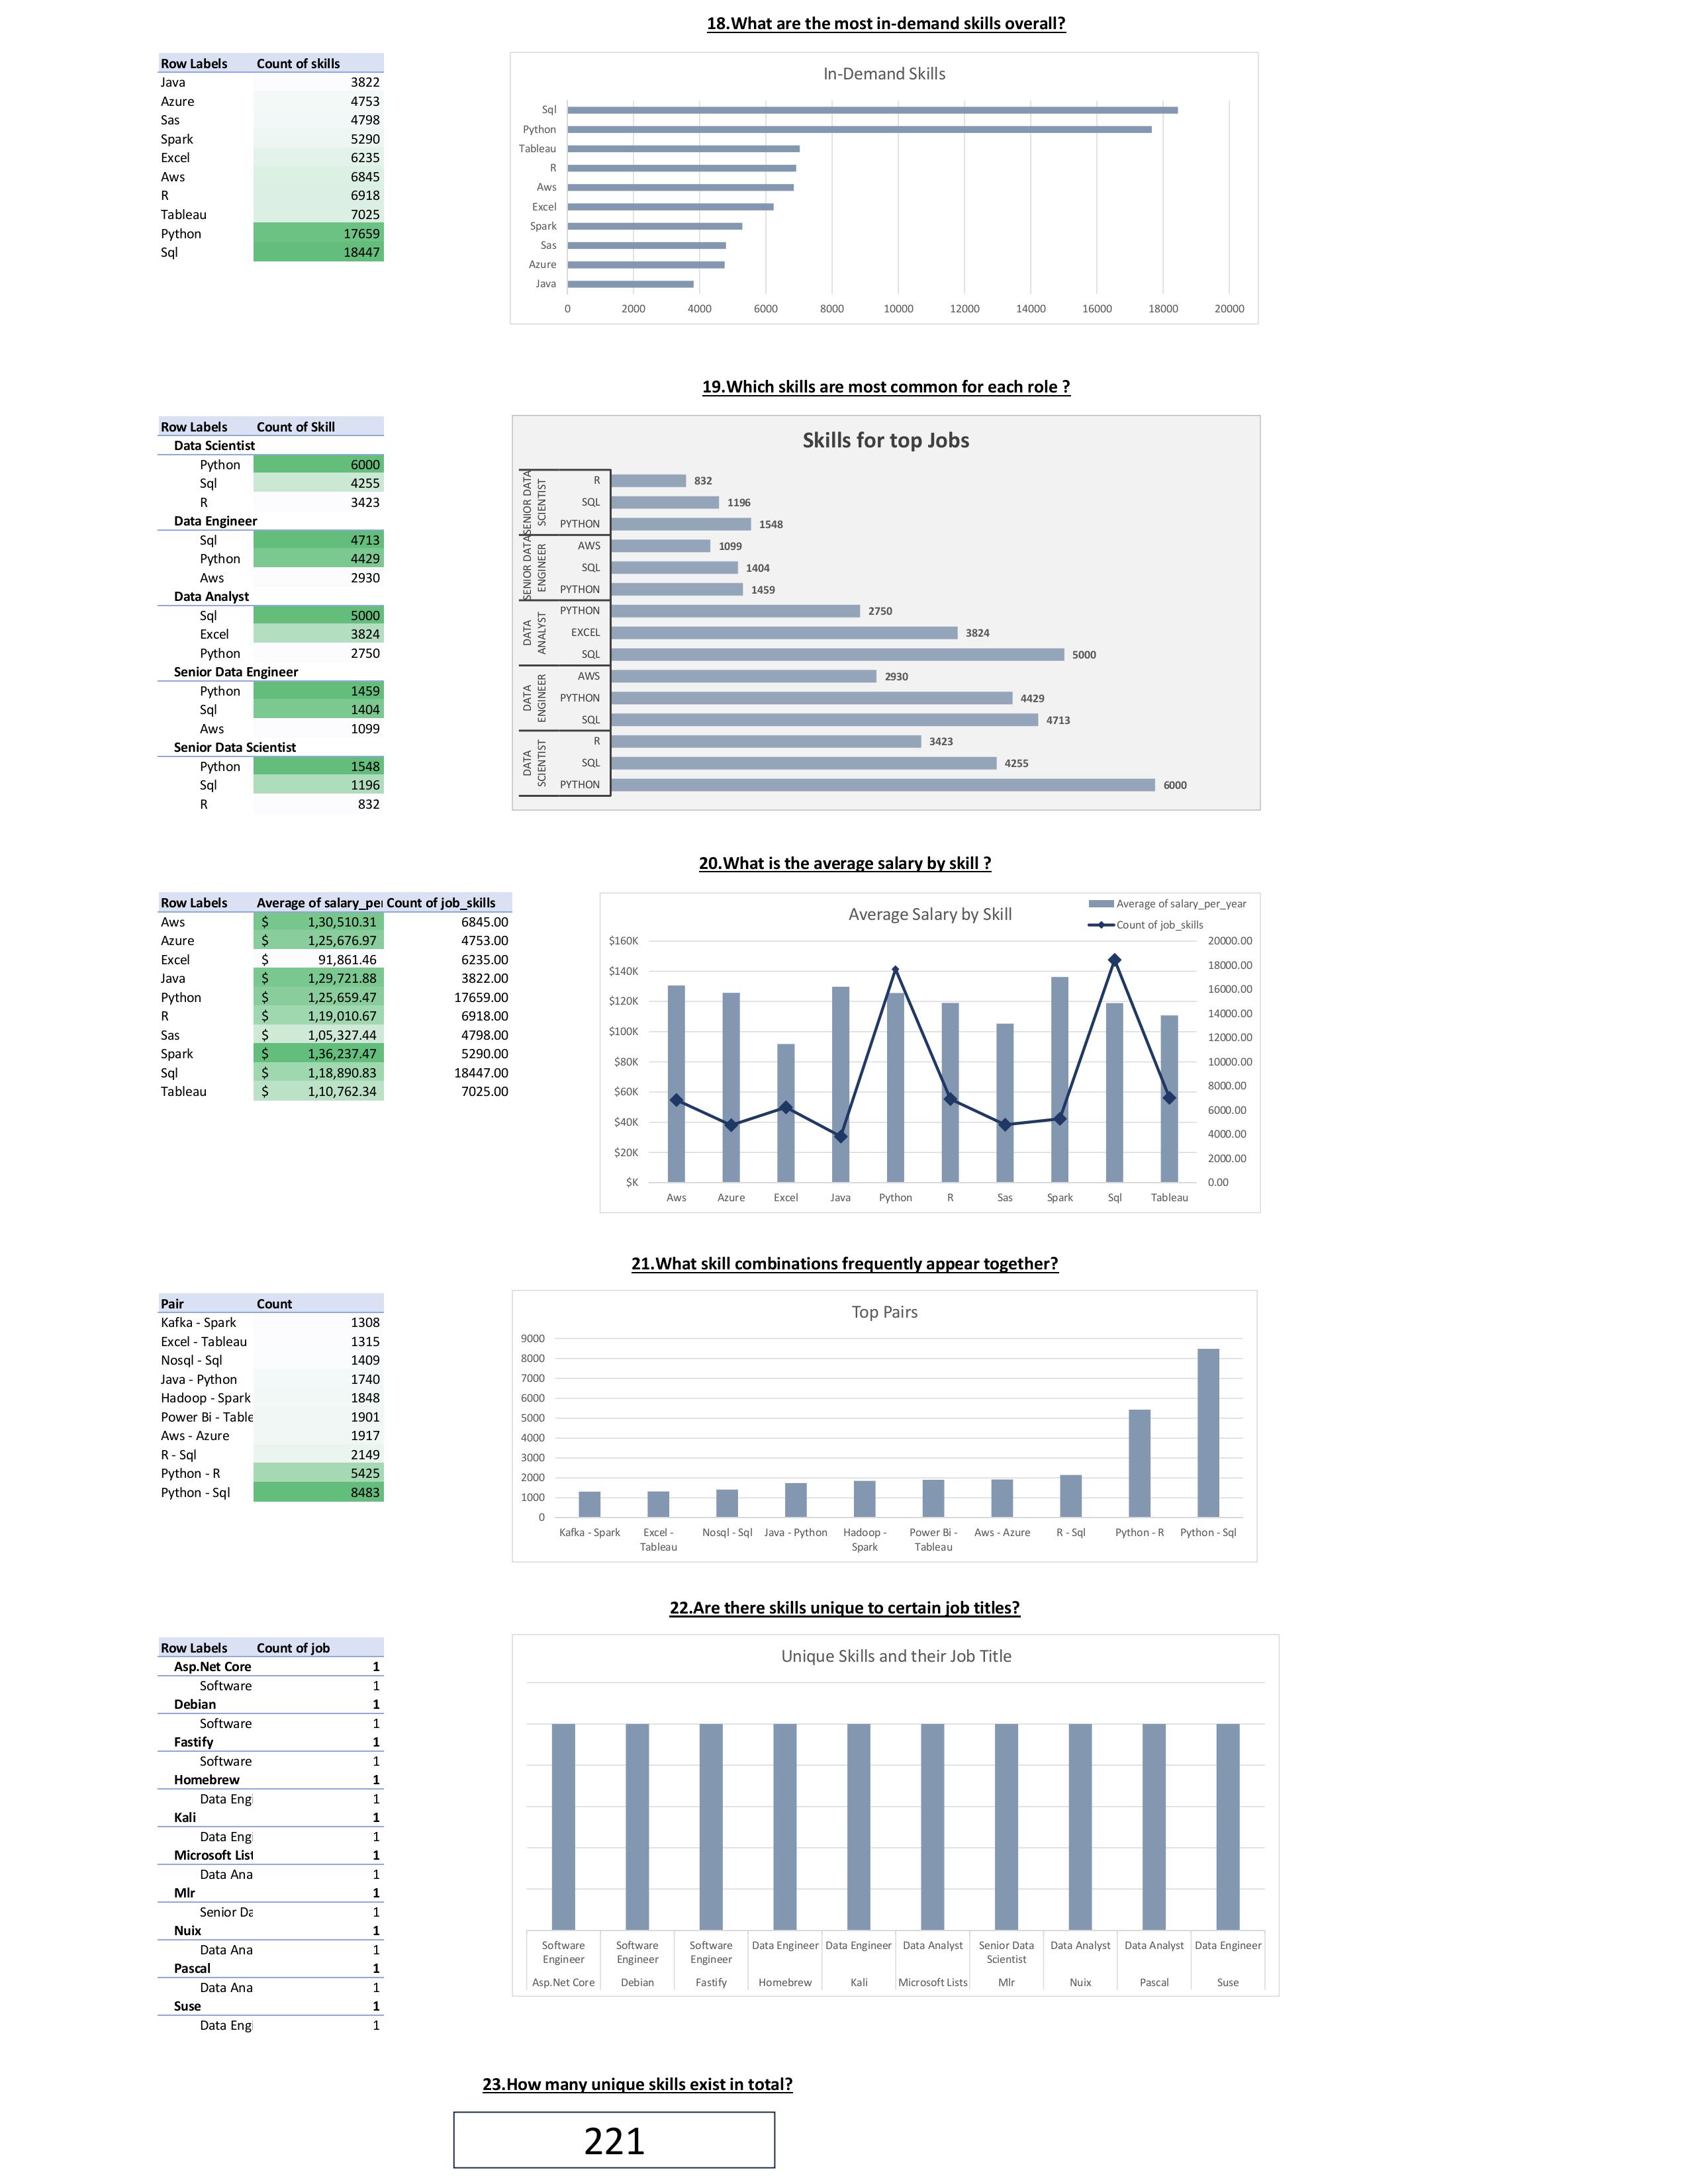 18.What are the most in-demand skills overall?
Row Labels Count of skills
Java 3822
Azure 4753
Sas 4798
Spark 5290
Excel 6235
Aws 6845
R 6918
Tableau 7025
Python 17659
Sql 18447
In-Demand Skills
Sql
Python
Tableau
R
Aws
Excel
Spark
Sas
Azure
Java
0 2000 4000 6000 8000 10000 12000 14000 16000 18000 20000
19.Which skills are most common for each role ?
Row Labels Count of Skill
Data Scientist
Python 6000
Sql 4255
R 3423
Data Engineer
Sql 4713
Python 4429
Aws 2930
Data Analyst
Sql 5000
Excel 3824
Python 2750
Senior Data Engineer
Python 1459
Sql 1404
Aws 1099
Senior Data Scientist
Python 1548
Sql 1196
R 832
Skills for top Jobs
SENIOR DATA SCIENTIST
R 832
SQL 1196
PYTHON 1548
SENIOR DATA ENGINEER
AWS 1099
SQL 1404
PYTHON 1459
DATA ANALYST
PYTHON 2750
EXCEL 3824
SQL 5000
DATA ENGINEER
AWS 2930
PYTHON 4429
SQL 4713
DATA SCIENTIST
R 3423
SQL 4255
PYTHON 6000
20.What is the average salary by skill ?
Row Labels Average of salary_per Count of job_skills
Aws $ 1,30,510.31 6845.00
Azure $ 1,25,676.97 4753.00
Excel $ 91,861.46 6235.00
Java $ 1,29,721.88 3822.00
Python $ 1,25,659.47 17659.00
R $ 1,19,010.67 6918.00
Sas $ 1,05,327.44 4798.00
Spark $ 1,36,237.47 5290.00
Sql $ 1,18,890.83 18447.00
Tableau $ 1,10,762.34 7025.00
Average Salary by Skill
Average of salary_per_year
Count of job_skills
$160K 20000.00
$140K 18000.00
$120K 16000.00
$100K 14000.00
$80K 12000.00
$60K 10000.00
$40K 8000.00
$20K 6000.00
$K 4000.00
2000.00
0.00
Aws Azure Excel Java Python R Sas Spark Sql Tableau
21.What skill combinations frequently appear together?
Pair Count
Kafka - Spark 1308
Excel - Tableau 1315
Nosql - Sql 1409
Java - Python 1740
Hadoop - Spark 1848
Power Bi - Table 1901
Aws - Azure 1917
R - Sql 2149
Python - R 5425
Python - Sql 8483
Top Pairs
9000
8000
7000
6000
5000
4000
3000
2000
1000
0
Kafka - Spark Excel - Tableau Nosql - Sql Java - Python Hadoop - Spark Power Bi - Tableau Aws - Azure R - Sql Python - R Python - Sql
22.Are there skills unique to certain job titles?
Row Labels Count of job
Asp.Net Core 1
Software 1
Debian 1
Software 1
Fastify 1
Software 1
Homebrew 1
Data Engi 1
Kali 1
Data Engi 1
Microsoft List 1
Data Ana 1
Mlr 1
Senior Da 1
Nuix 1
Data Ana 1
Pascal 1
Data Ana 1
Suse 1
Data Engi 1
Unique Skills and their Job Title
Software Engineer Software Engineer Software Engineer Data Engineer Data Engineer Data Analyst Senior Data Scientist Data Analyst Data Analyst Data Engineer
Asp.Net Core Debian Fastify Homebrew Kali Microsoft Lists Mlr Nuix Pascal Suse
23.How many unique skills exist in total?
221